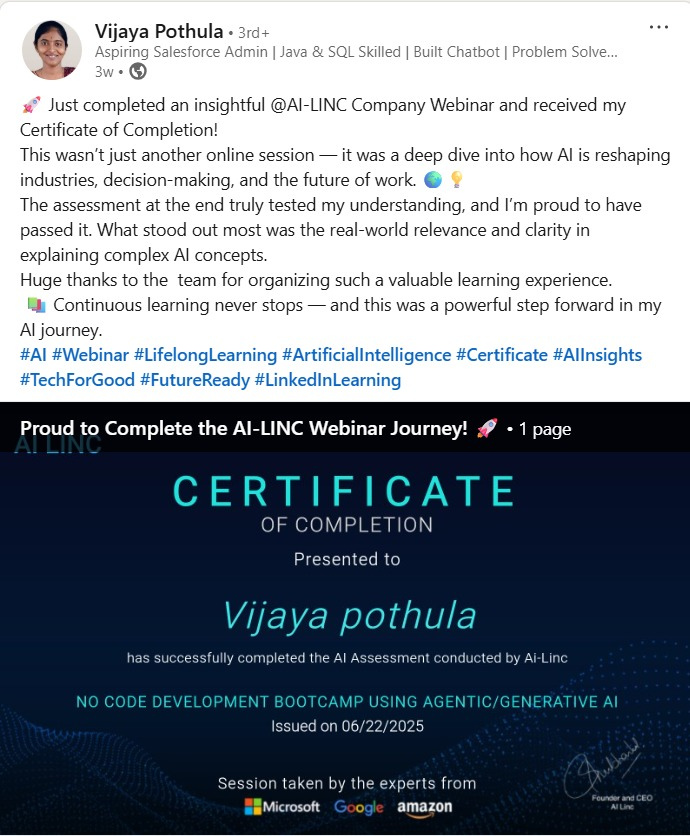 Vijaya Pothula • 3rd+
Aspiring Salesforce Admin | Java & SQL Skilled | Built Chatbot | Problem Solve...
3w •
🚀 Just completed an insightful @AI-LINC Company Webinar and received my
Certificate of Completion!
This wasn't just another online session — it was a deep dive into how AI is reshaping
industries, decision-making, and the future of work. 🌍 💡
The assessment at the end truly tested my understanding, and I'm proud to have
passed it. What stood out most was the real-world relevance and clarity in
explaining complex AI concepts.
Huge thanks to the  team for organizing such a valuable learning experience.
📚 Continuous learning never stops — and this was a powerful step forward in my
AI journey.
#AI #Webinar #LifelongLearning #ArtificialIntelligence #Certificate #AIInsights
#TechForGood #FutureReady #LinkedInLearning
Proud to Complete the AI-LINC Webinar Journey! 🚀 • 1 page
AI LINC
CERTIFICATE
OF COMPLETION
Presented to
Vijaya pothula
has successfully completed the AI Assessment conducted by Ai-Linc
NO CODE DEVELOPMENT BOOTCAMP USING AGENTIC/GENERATIVE AI
Issued on 06/22/2025
Session taken by the experts from
Microsoft Google amazon
Founder and CEO
AI Linc